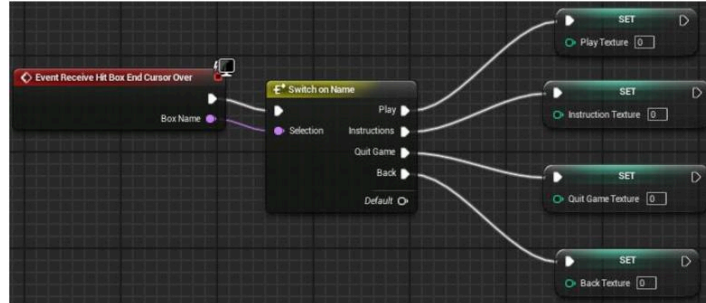 Event Receive Hit Box End Cursor Over
Box Name
Switch on Name
Selection
Play
Instructions
Quit Game
Back
Default
SET
Play Texture 0
SET
Instruction Texture 0
SET
Quit Game Texture 0
SET
Back Texture 0